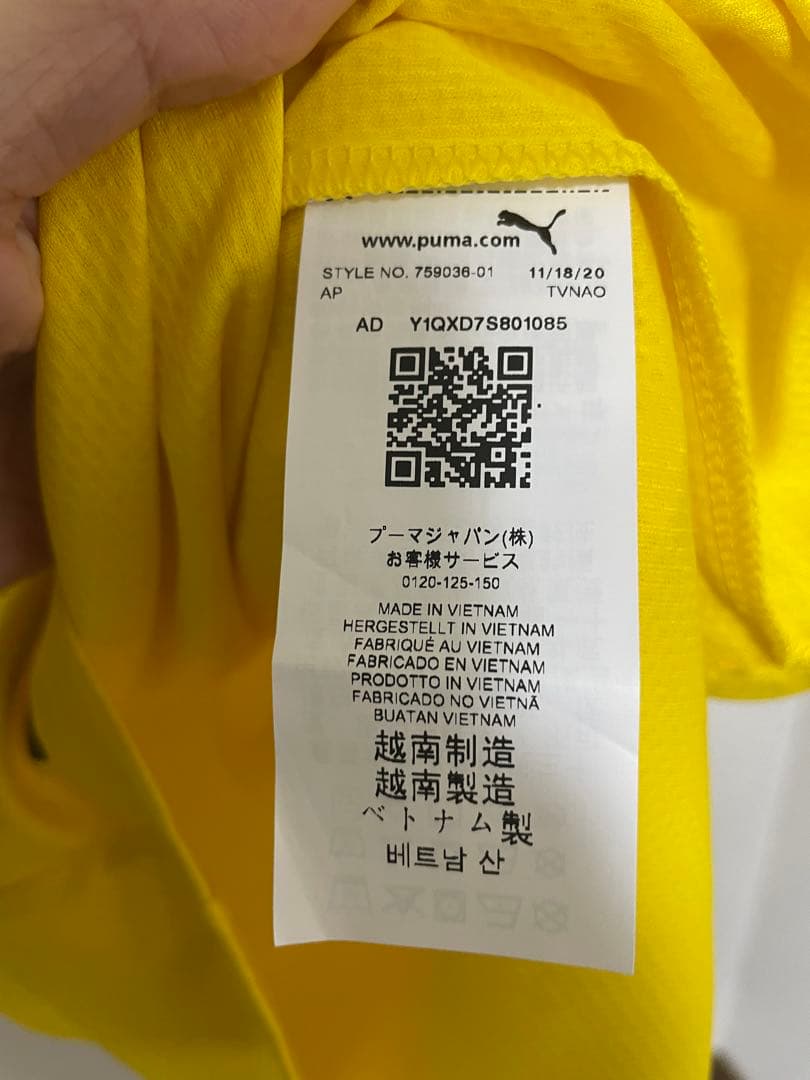 www.puma.com
STYLE NO. 759036-01 11/18/20
AP TVNAO
AD Y1QXD7S801085
プーマジャパン(株)
お客様サービス
0120-125-150
MADE IN VIETNAM
HERGESTELLT IN VIETNAM
FABRIQUÉ AU VIETNAM
FABRICADO EN VIETNAM
PRODOTTO IN VIETNAM
FABRICADO NO VIETNÃ
BUATAN VIETNAM
越南制造
越南製造
ベトナム製
베트남 산